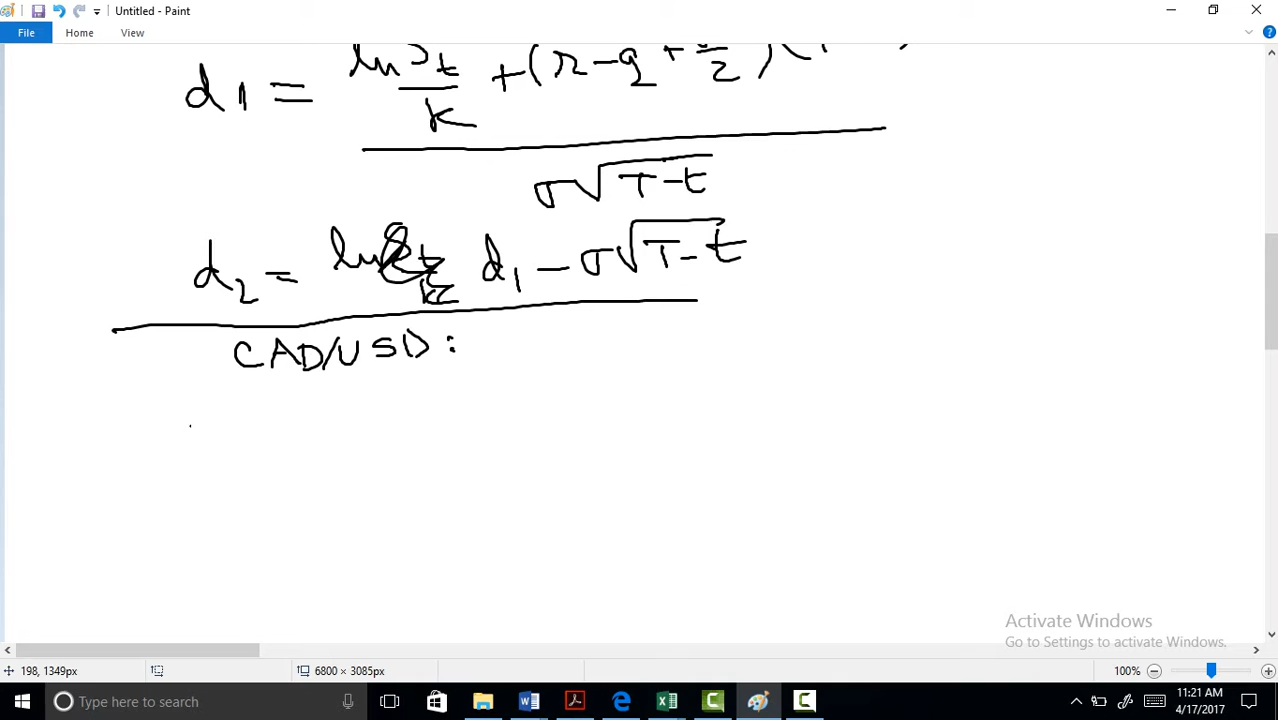 Untitled - Paint
File Home View
ln St + (r - q + σ²/2) (
d1 =
k
σ√T-t
d2 = d1 - σ√T-t
CAD/USD :
Activate Windows
Go to Settings to activate Windows.
198, 1349px
6800 × 3085px
100%
Type here to search
11:21 AM
4/17/2017